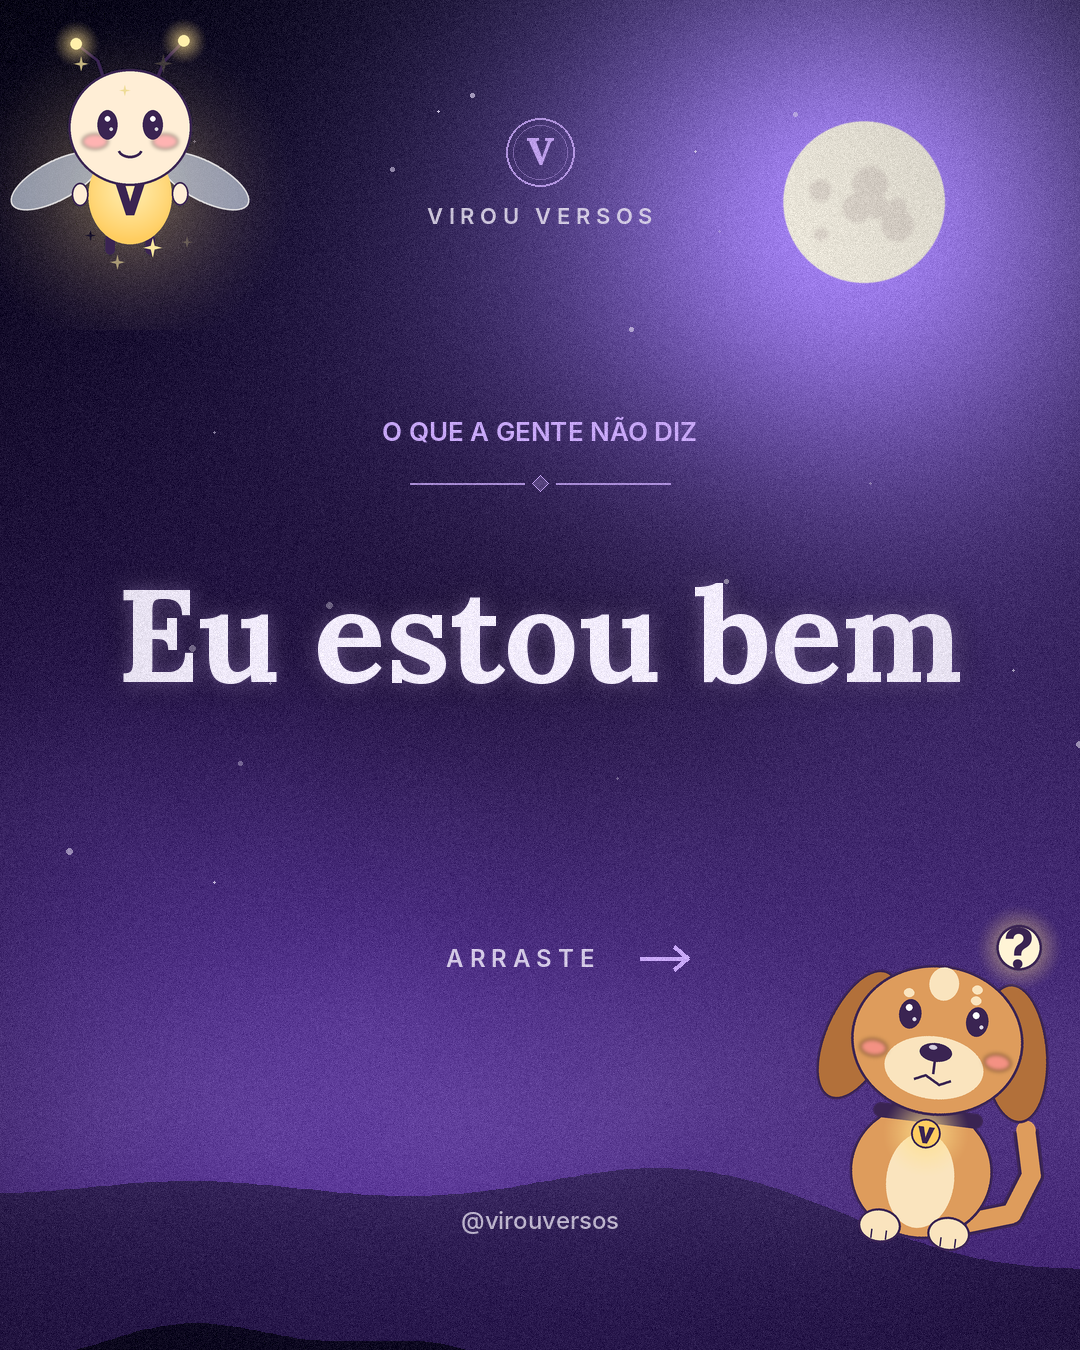 V
VIROU VERSOS
V
O QUE A GENTE NÃO DIZ
Eu estou bem
ARRASTE →
?
V
@virouversos